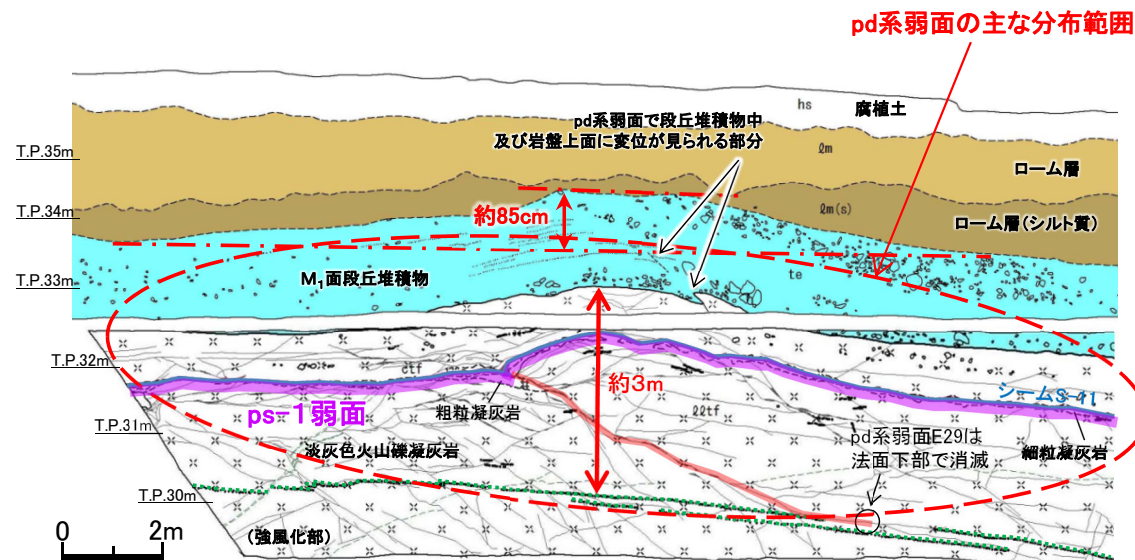 pd系弱面の主な分布範囲
hs
腐植土
pd系弱面で段丘堆積物中
及び岩盤上面に変位が見られる部分
T.P.35m
ℓm
ローム層
T.P.34m
約85cm
ℓm(s)
ローム層(シルト質)
T.P.33m
M₁面段丘堆積物
te
T.P.32m
ctf
約3m
シームS-11
ps-1弱面
粗粒凝灰岩
ℓℓtf
T.P.31m
淡灰色火山礫凝灰岩
pd系弱面E29は
法面下部で消滅
細粒凝灰岩
T.P.30m
0
2m
(強風化部)